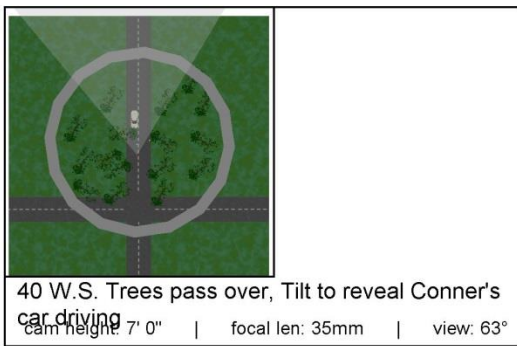 40 W.S. Trees pass over, Tilt to reveal Conner's
car driving
cam height: 7' 0" | focal len: 35mm | view: 63°